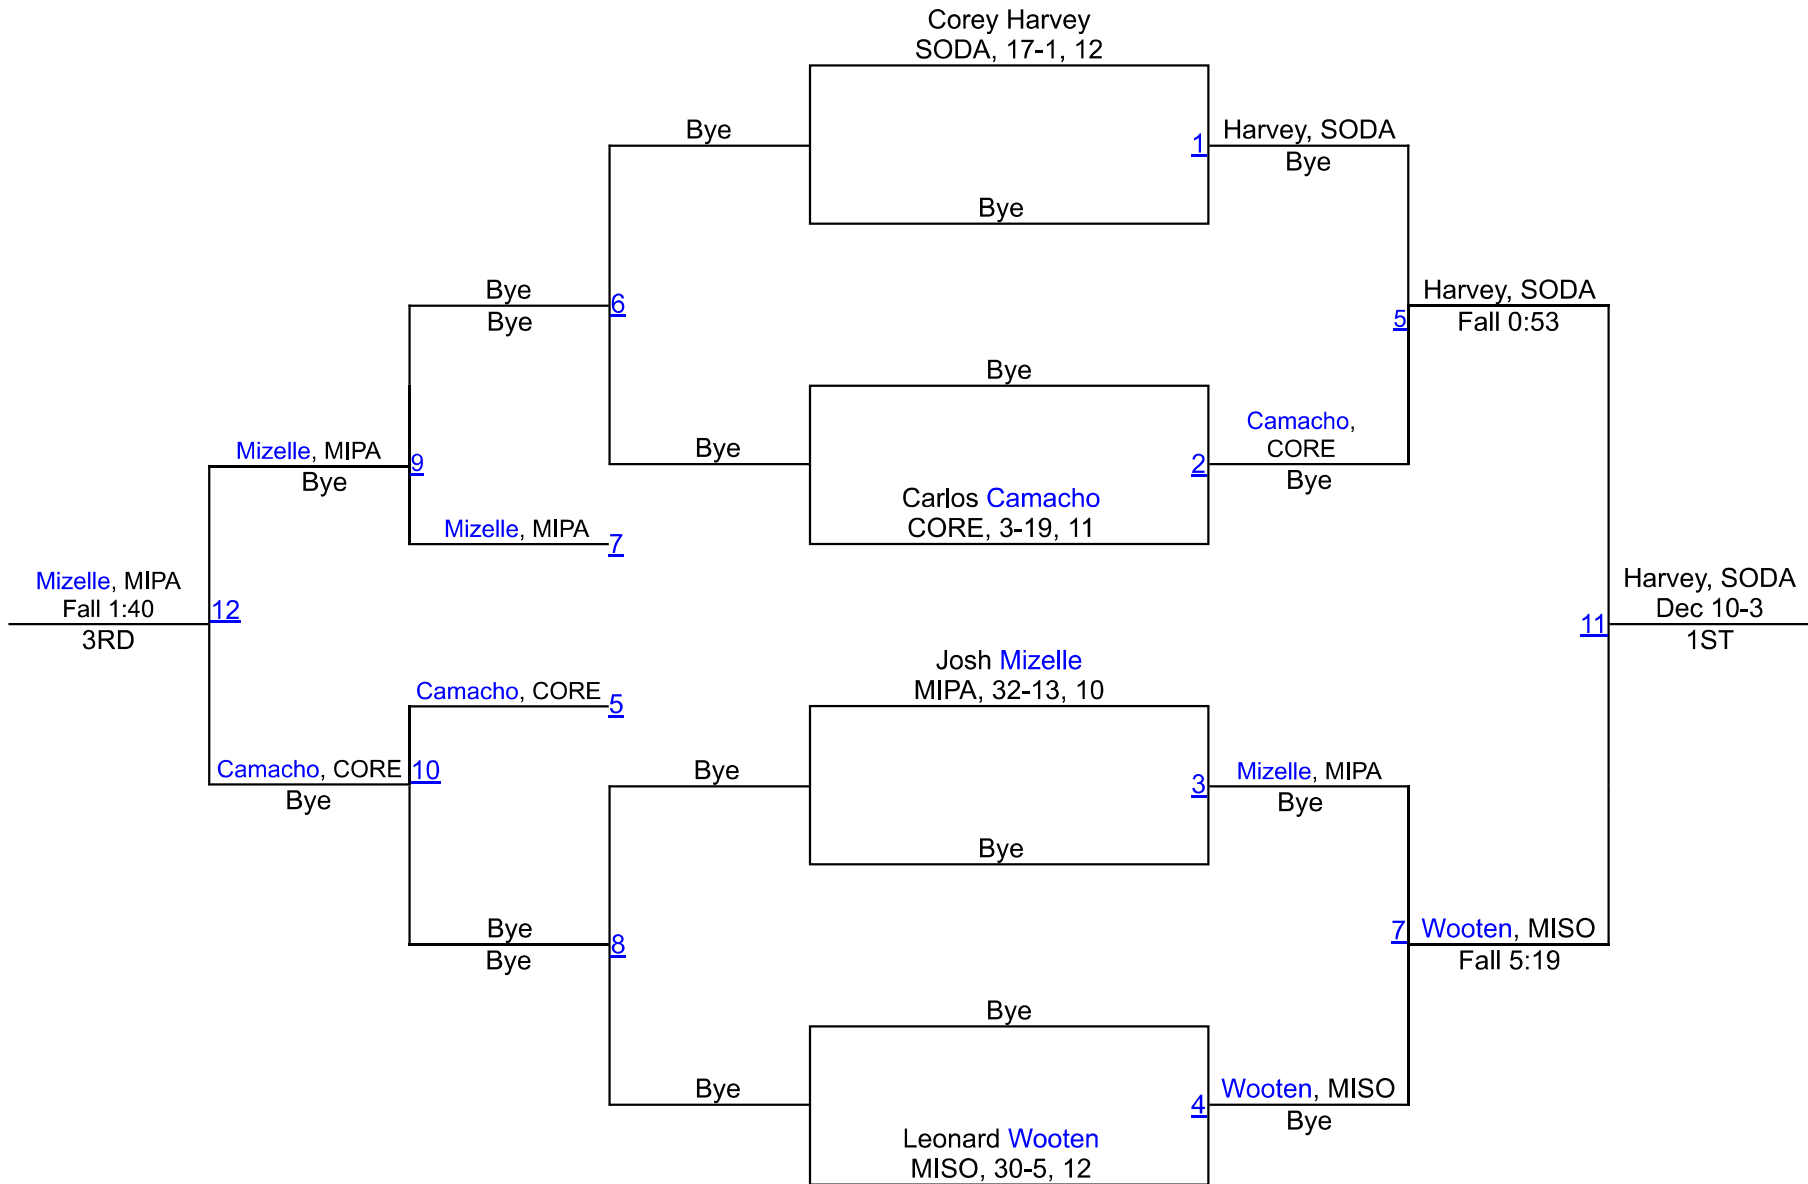 Corey Harvey
SODA, 17-1, 12
Bye
1
Harvey, SODA
Bye
Bye
Bye
Bye
6
Harvey, SODA
5
Fall 0:53
Bye
Camacho,
CORE
Bye
2
Bye
Mizelle, MIPA
9
Bye
Carlos Camacho
CORE, 3-19, 11
Mizelle, MIPA
7
Mizelle, MIPA
Fall 1:40
12
3RD
Harvey, SODA
Dec 10-3
11
1ST
Josh Mizelle
MIPA, 32-13, 10
Camacho, CORE
5
Camacho, CORE
10
Bye
Bye
3
Mizelle, MIPA
Bye
Bye
Bye
8
Bye
7
Wooten, MISO
Fall 5:19
Bye
Bye
4
Wooten, MISO
Bye
Leonard Wooten
MISO, 30-5, 12